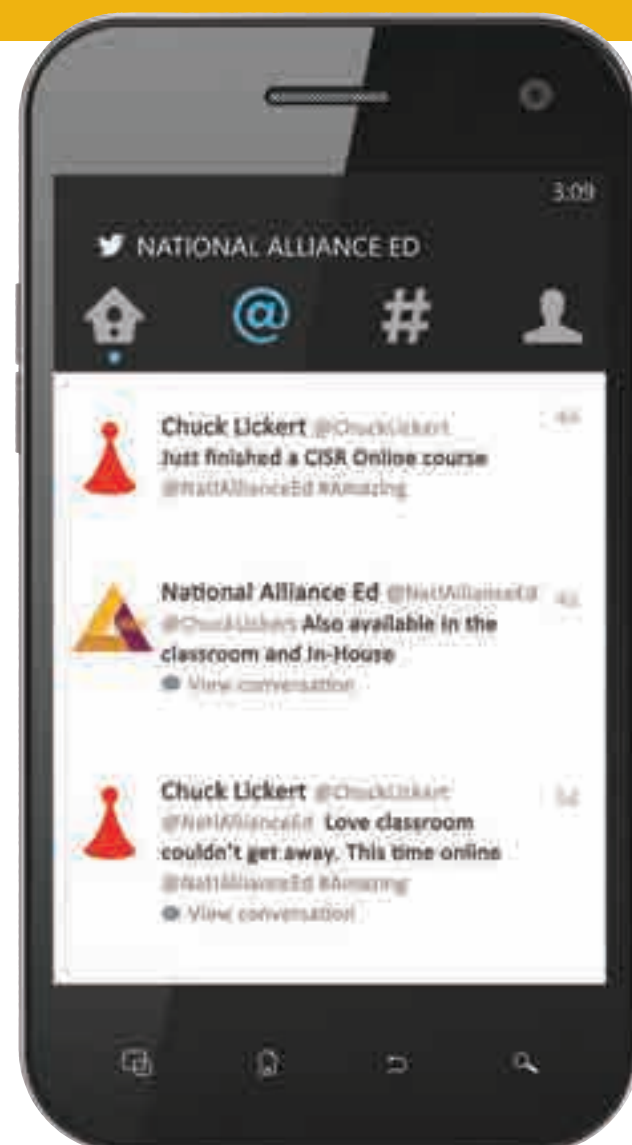 3:09
NATIONAL ALLIANCE ED
@ #
Chuck Lickert @ChuckLickert
Just finished a CISR Online course
@NatlAllianceEd #Amazing
National Alliance Ed @NatlAllianceEd
@ChuckLickert Also available in the
classroom and In-House
View conversation
Chuck Lickert @ChuckLickert
@NatlAllianceEd Love classroom
couldn't get away. This time online
@NatlAllianceEd #Amazing
View conversation